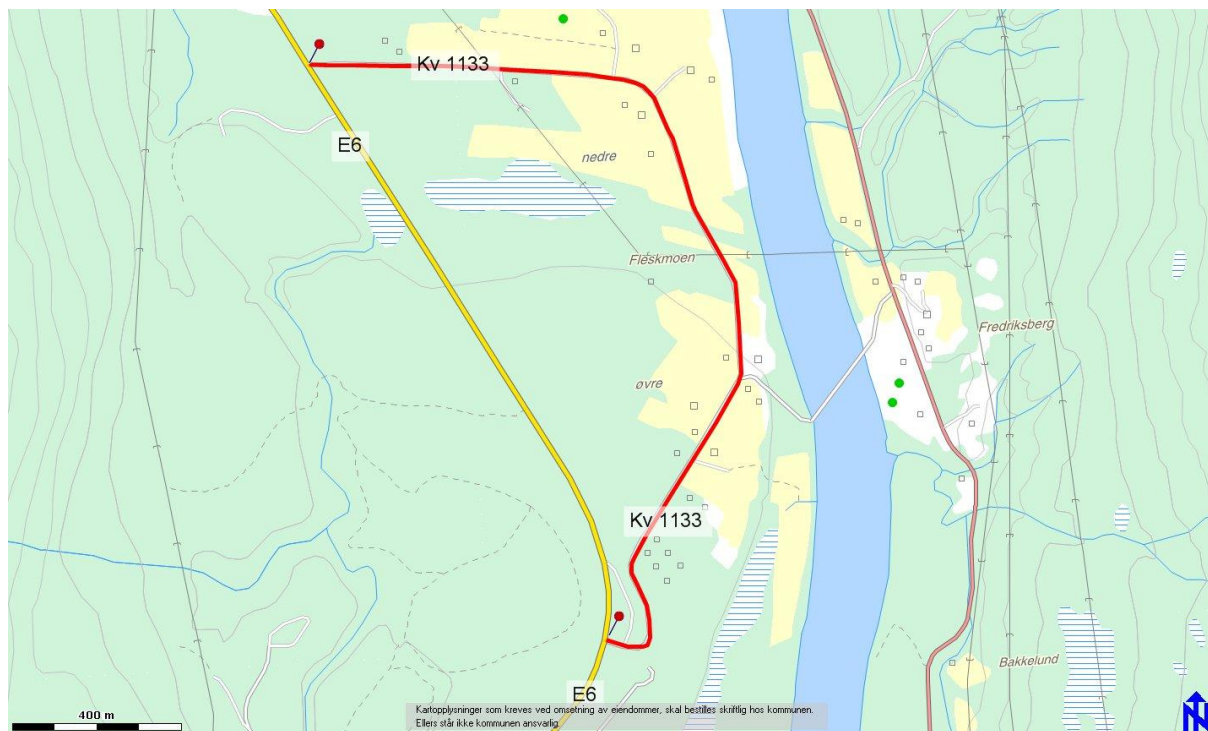 Kv 1133
E6
nedre
Fleskmoen
Fredriksberg
øvre
Kv 1133
Bakkelund
E6
400 m
Kartopplysninger som kreves ved omsetning av eiendommer, skal bestilles skriftlig hos kommunen.
Ellers står ikke kommunen ansvarlig.
N